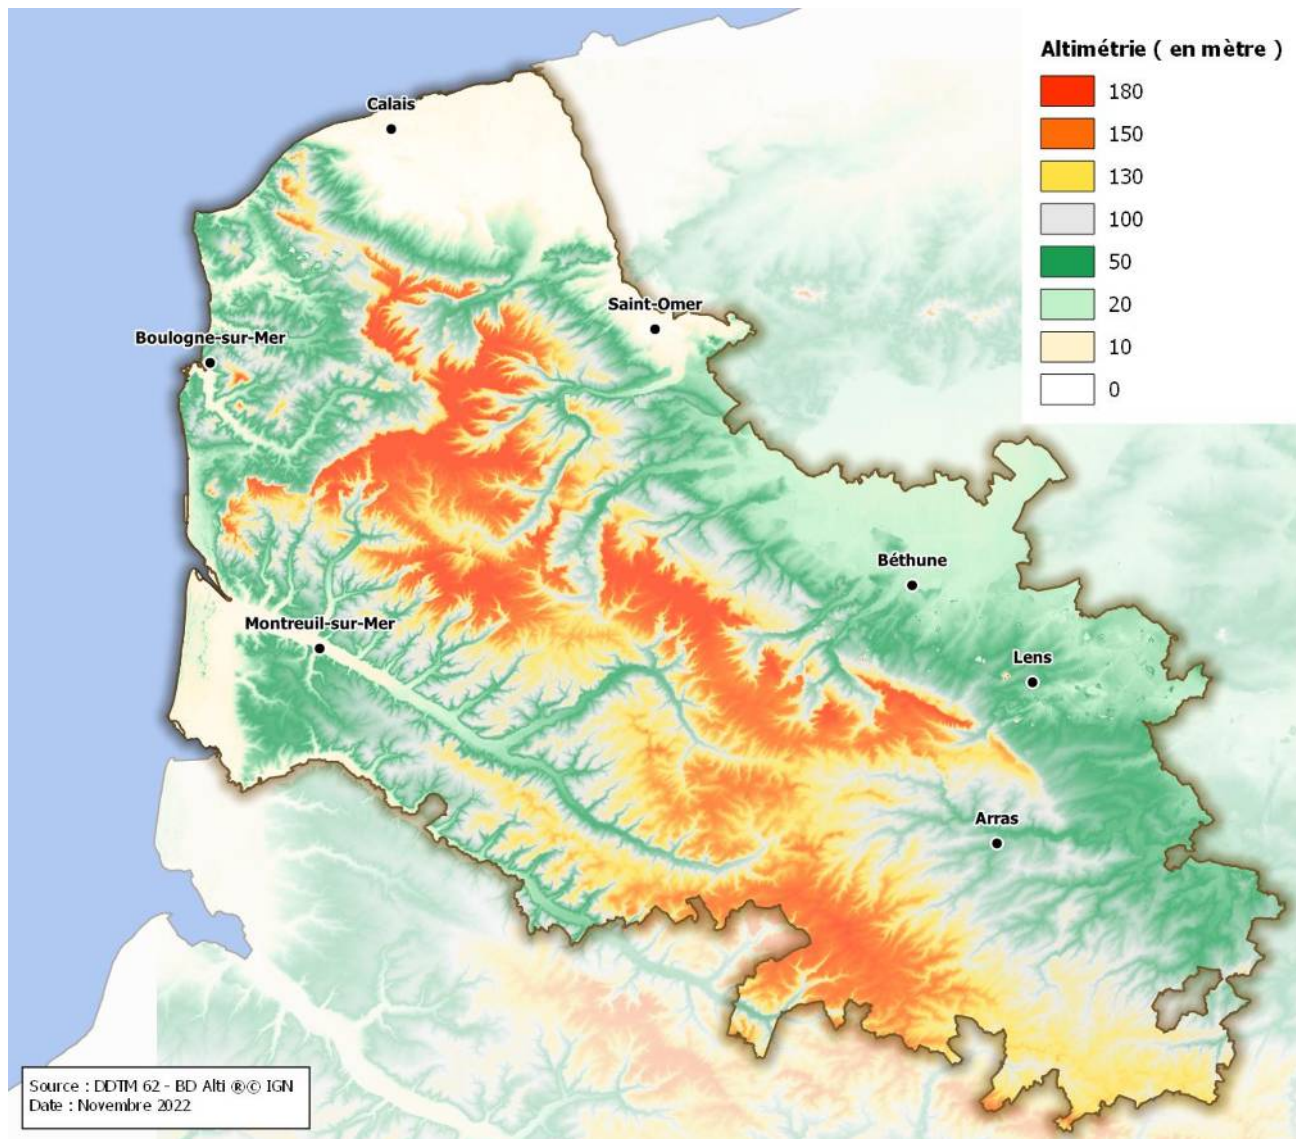 Altimétrie ( en mètre )
180
150
130
100
50
20
10
0
Calais
Saint-Omer
Boulogne-sur-Mer
Béthune
Montreuil-sur-Mer
Lens
Arras
Source : DDTM 62 - BD Alti ®© IGN
Date : Novembre 2022